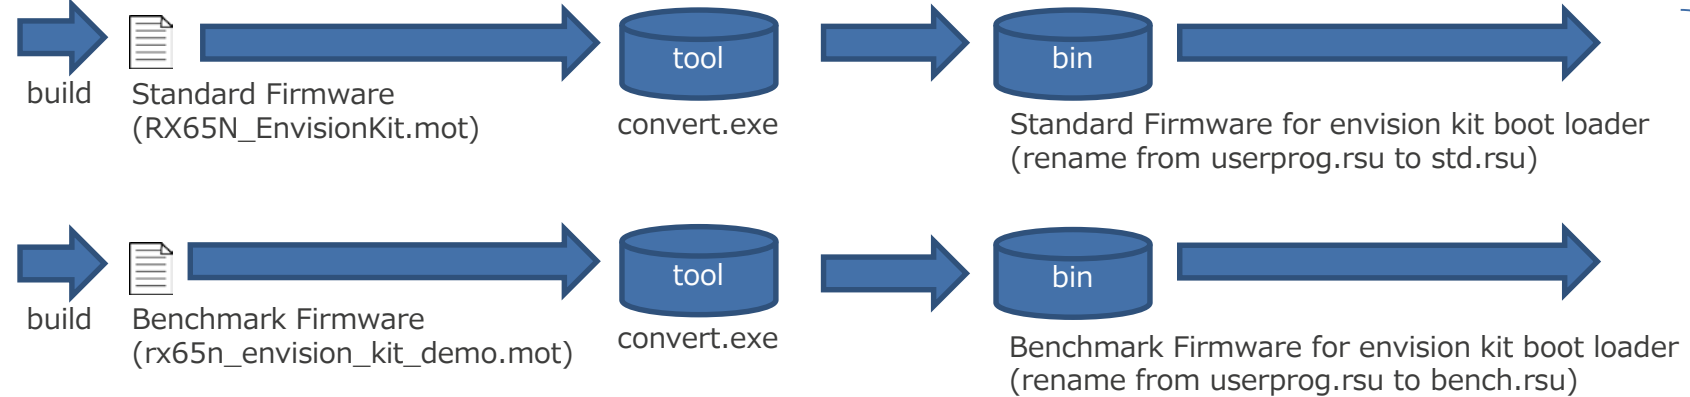 tool
bin
build
Standard Firmware
(RX65N_EnvisionKit.mot)
convert.exe
Standard Firmware for envision kit boot loader
(rename from userprog.rsu to std.rsu)
tool
bin
build
Benchmark Firmware
(rx65n_envision_kit_demo.mot)
convert.exe
Benchmark Firmware for envision kit boot loader
(rename from userprog.rsu to bench.rsu)